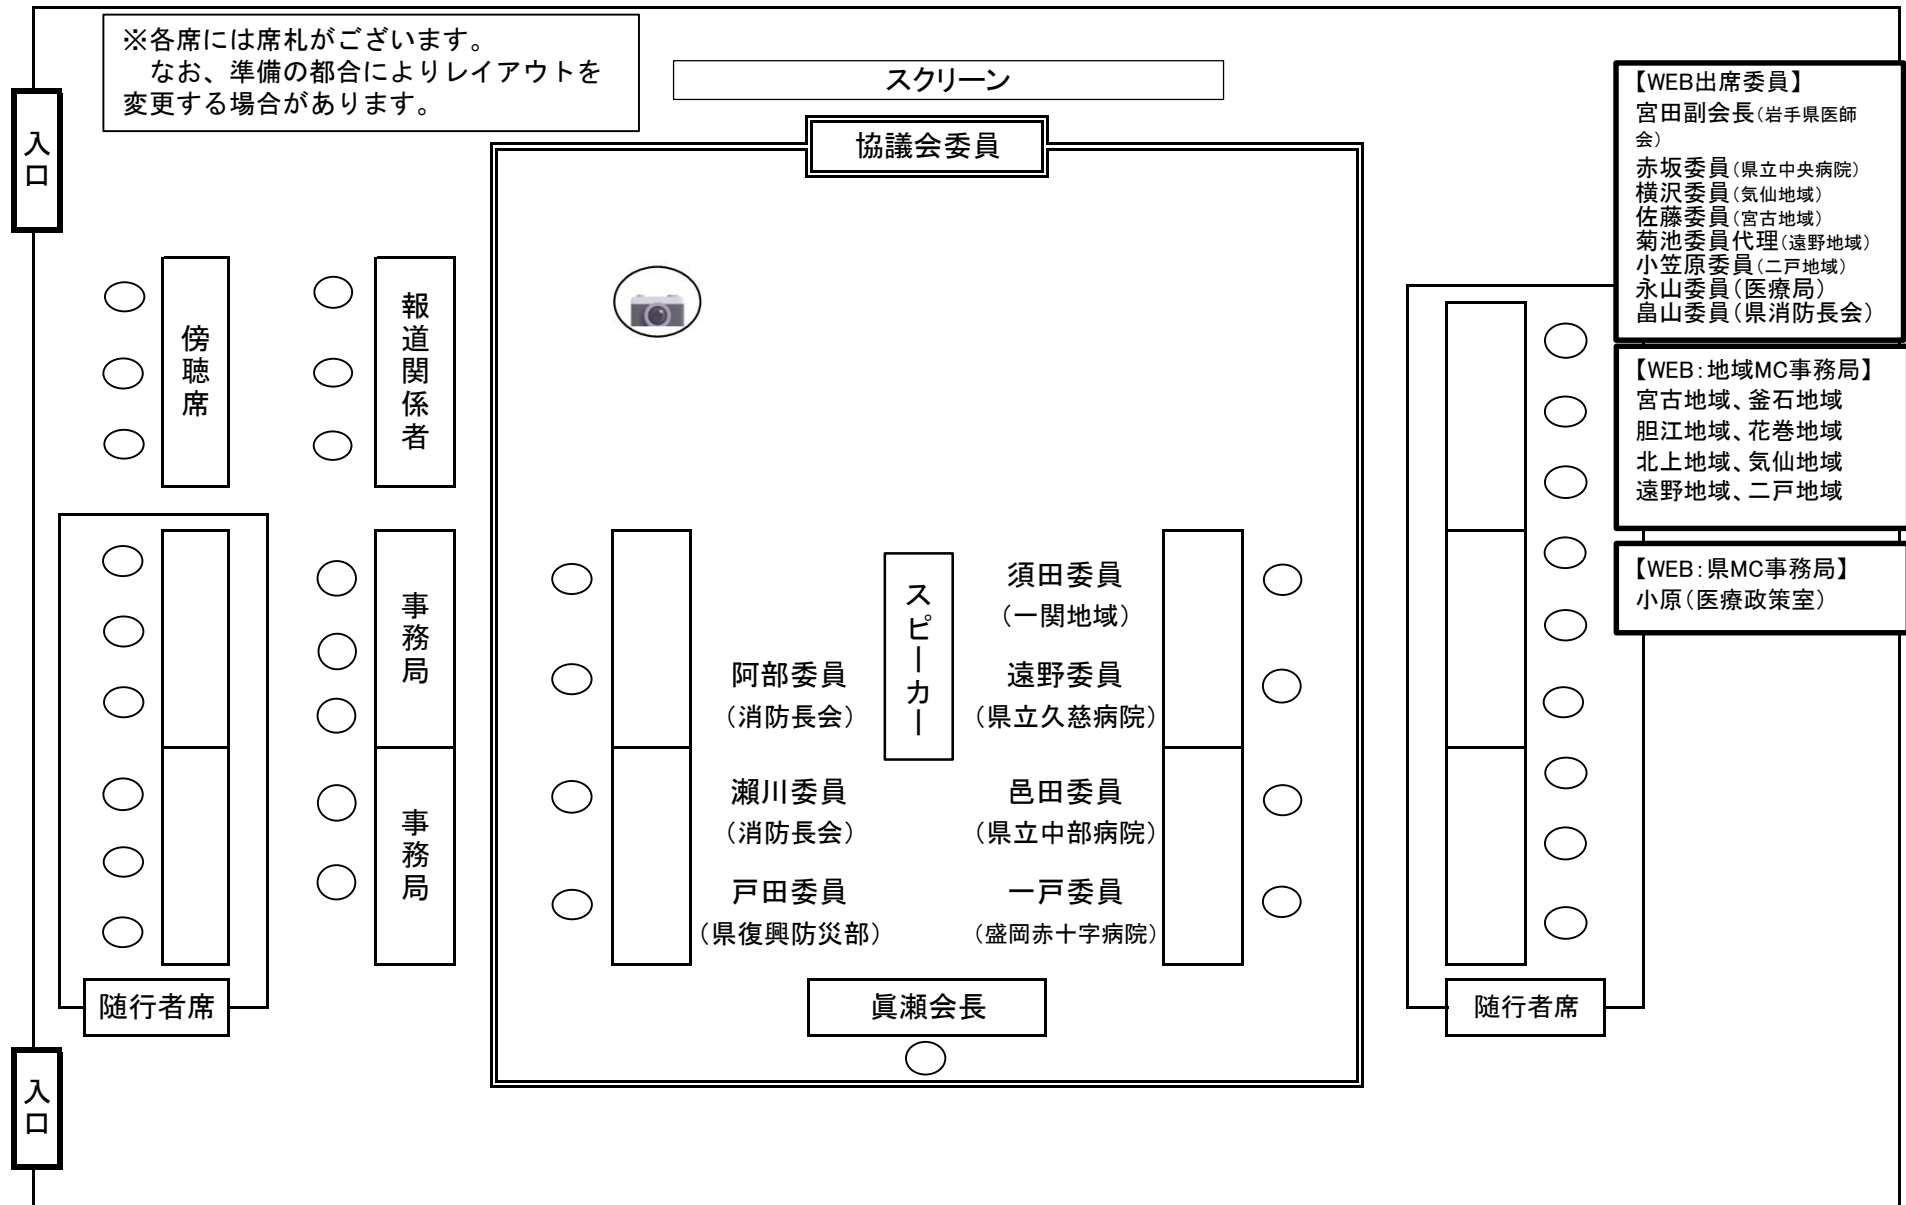 ※各席には席札がございます。
なお、準備の都合によりレイアウトを
変更する場合があります。
スクリーン
協議会委員
入口
傍聴席
報道関係者
事務局
事務局
随行者席
入口
スピーカー
阿部委員
(消防長会)
瀬川委員
(消防長会)
戸田委員
(県復興防災部)
須田委員
(一関地域)
遠野委員
(県立久慈病院)
邑田委員
(県立中部病院)
一戸委員
(盛岡赤十字病院)
眞瀬会長
随行者席
【WEB出席委員】
宮田副会長(岩手県医師
会)
赤坂委員(県立中央病院)
横沢委員(気仙地域)
佐藤委員(宮古地域)
菊池委員代理(遠野地域)
小笠原委員(二戸地域)
永山委員(医療局)
畠山委員(県消防長会)
【WEB:地域MC事務局】
宮古地域、釜石地域
胆江地域、花巻地域
北上地域、気仙地域
遠野地域、二戸地域
【WEB:県MC事務局】
小原(医療政策室)